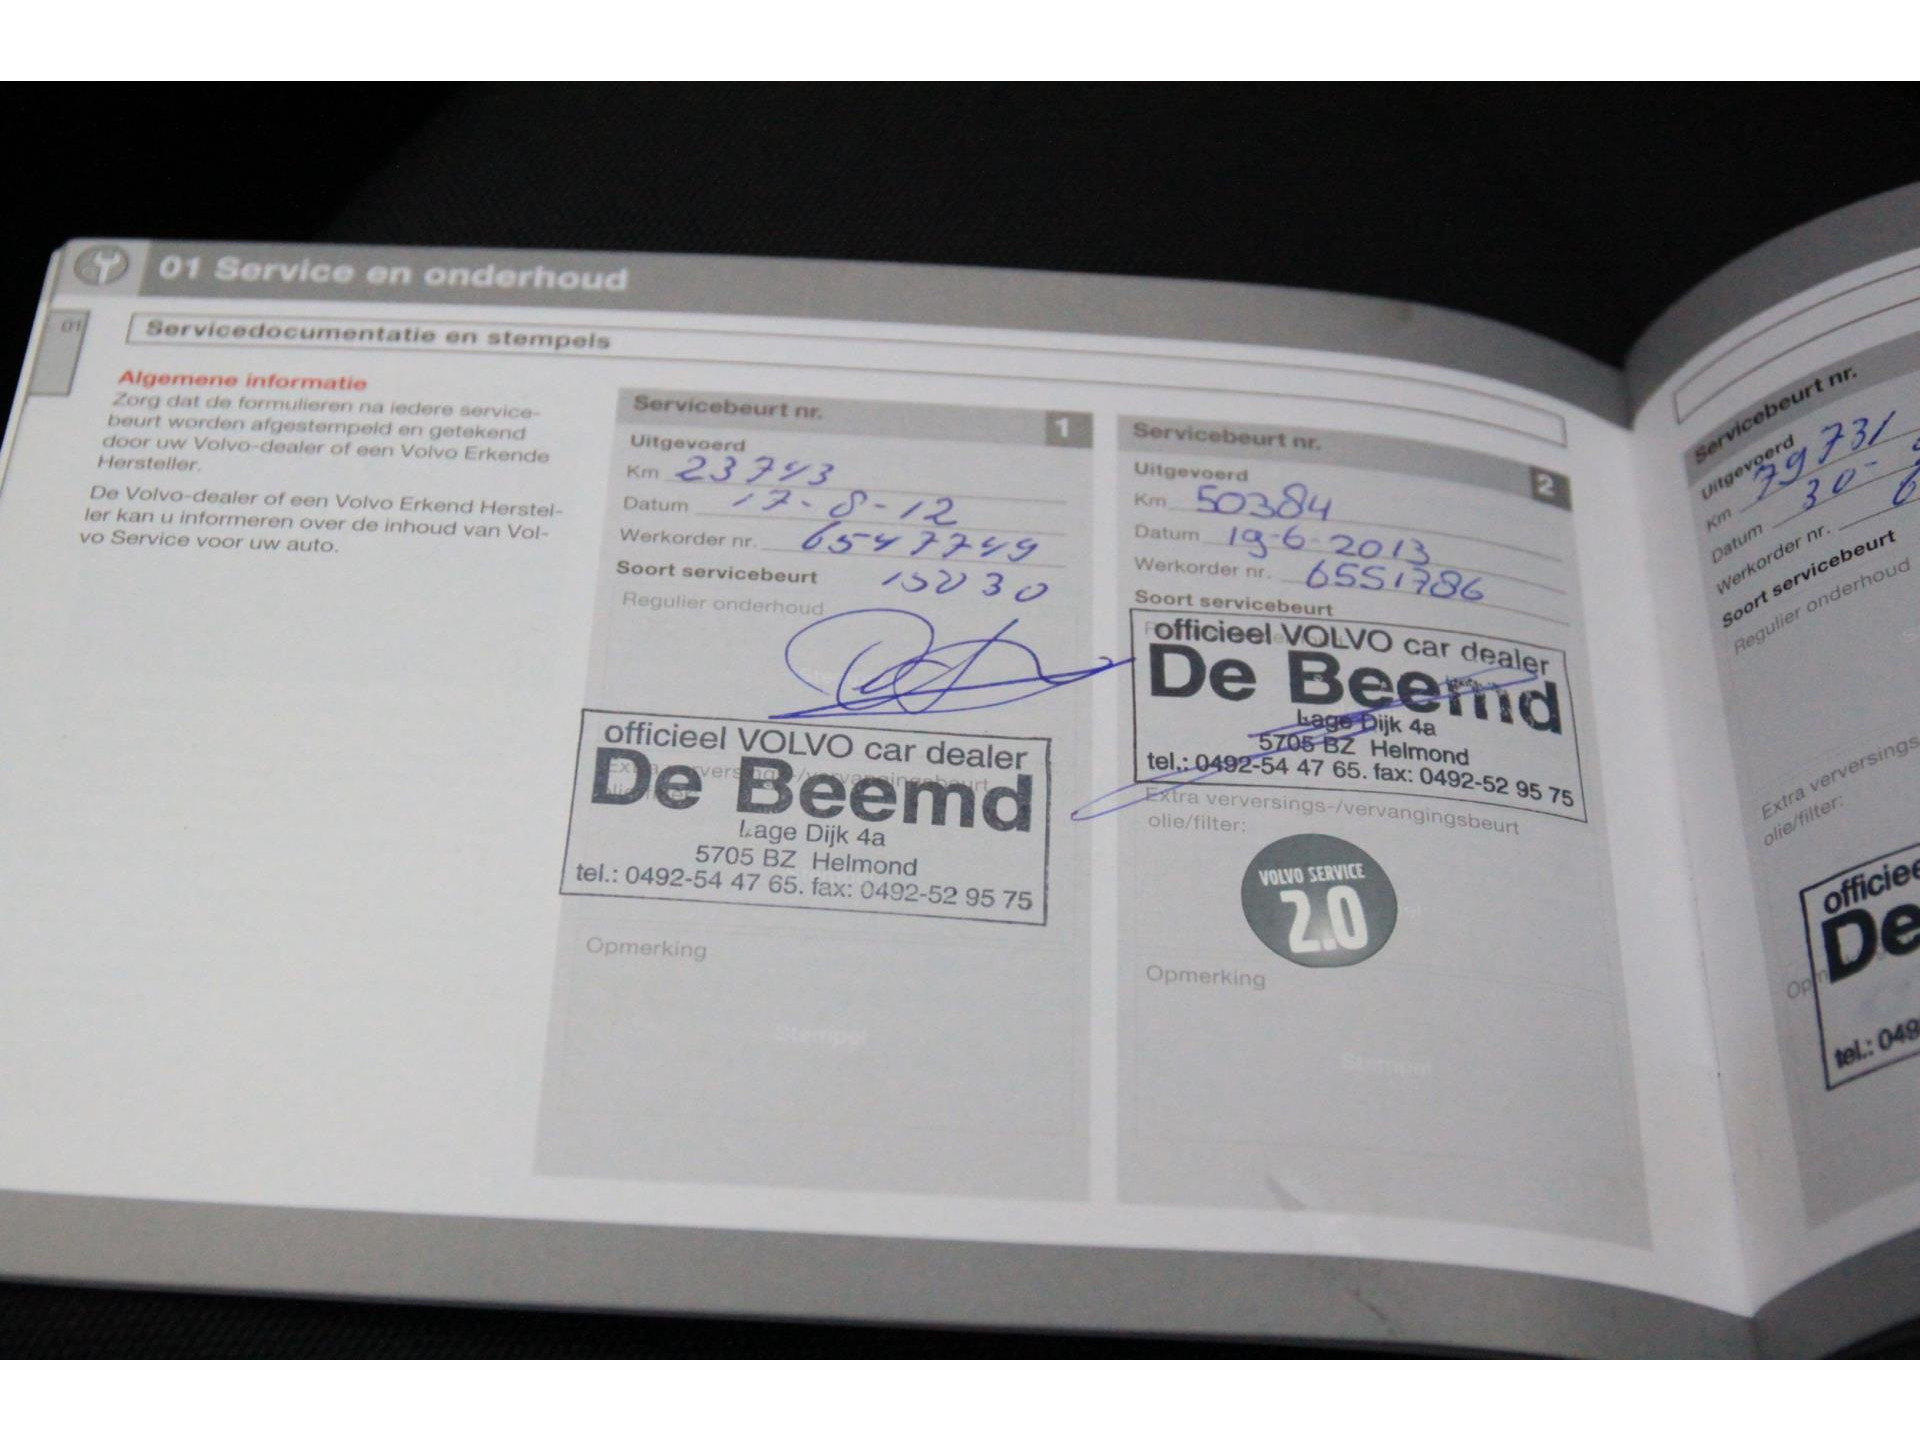 01 Service en onderhoud
01
Servicedocumentatie en stempels
Algemene informatie
Zorg dat de formulieren na iedere service-
beurt worden afgestempeld en getekend
door uw Volvo-dealer of een Volvo Erkende
Hersteller.
De Volvo-dealer of een Volvo Erkend Herstel-
ler kan u informeren over de inhoud van Vol-
vo Service voor uw auto.
Servicebeurt nr. 1
Uitgevoerd
Km 23743
Datum 17-8-12
Werkorder nr. 6547749
Soort servicebeurt 15030
Regulier onderhoud
officieel VOLVO car dealer
De Beemd
Lage Dijk 4a
5705 BZ Helmond
tel.: 0492-54 47 65. fax: 0492-52 95 75
Extra verversings-/vervangingsbeurt
Opmerking
Stempel
Servicebeurt nr. 2
Uitgevoerd
Km 50384
Datum 19-6-2013
Werkorder nr. 6551786
Soort servicebeurt
officieel VOLVO car dealer
De Beemd
Lage Dijk 4a
5705 BZ Helmond
tel.: 0492-54 47 65. fax: 0492-52 95 75
Extra verversings-/vervangingsbeurt
olie/filter:
VOLVO SERVICE
2.0
Opmerking
Stempel
Servicebeurt nr.
Uitgevoerd
Km 79731
Datum 30-
Werkorder nr. 6
Soort servicebeurt
Regulier onderhoud
Extra verversings
olie/filter:
officiee
De
tel.: 049